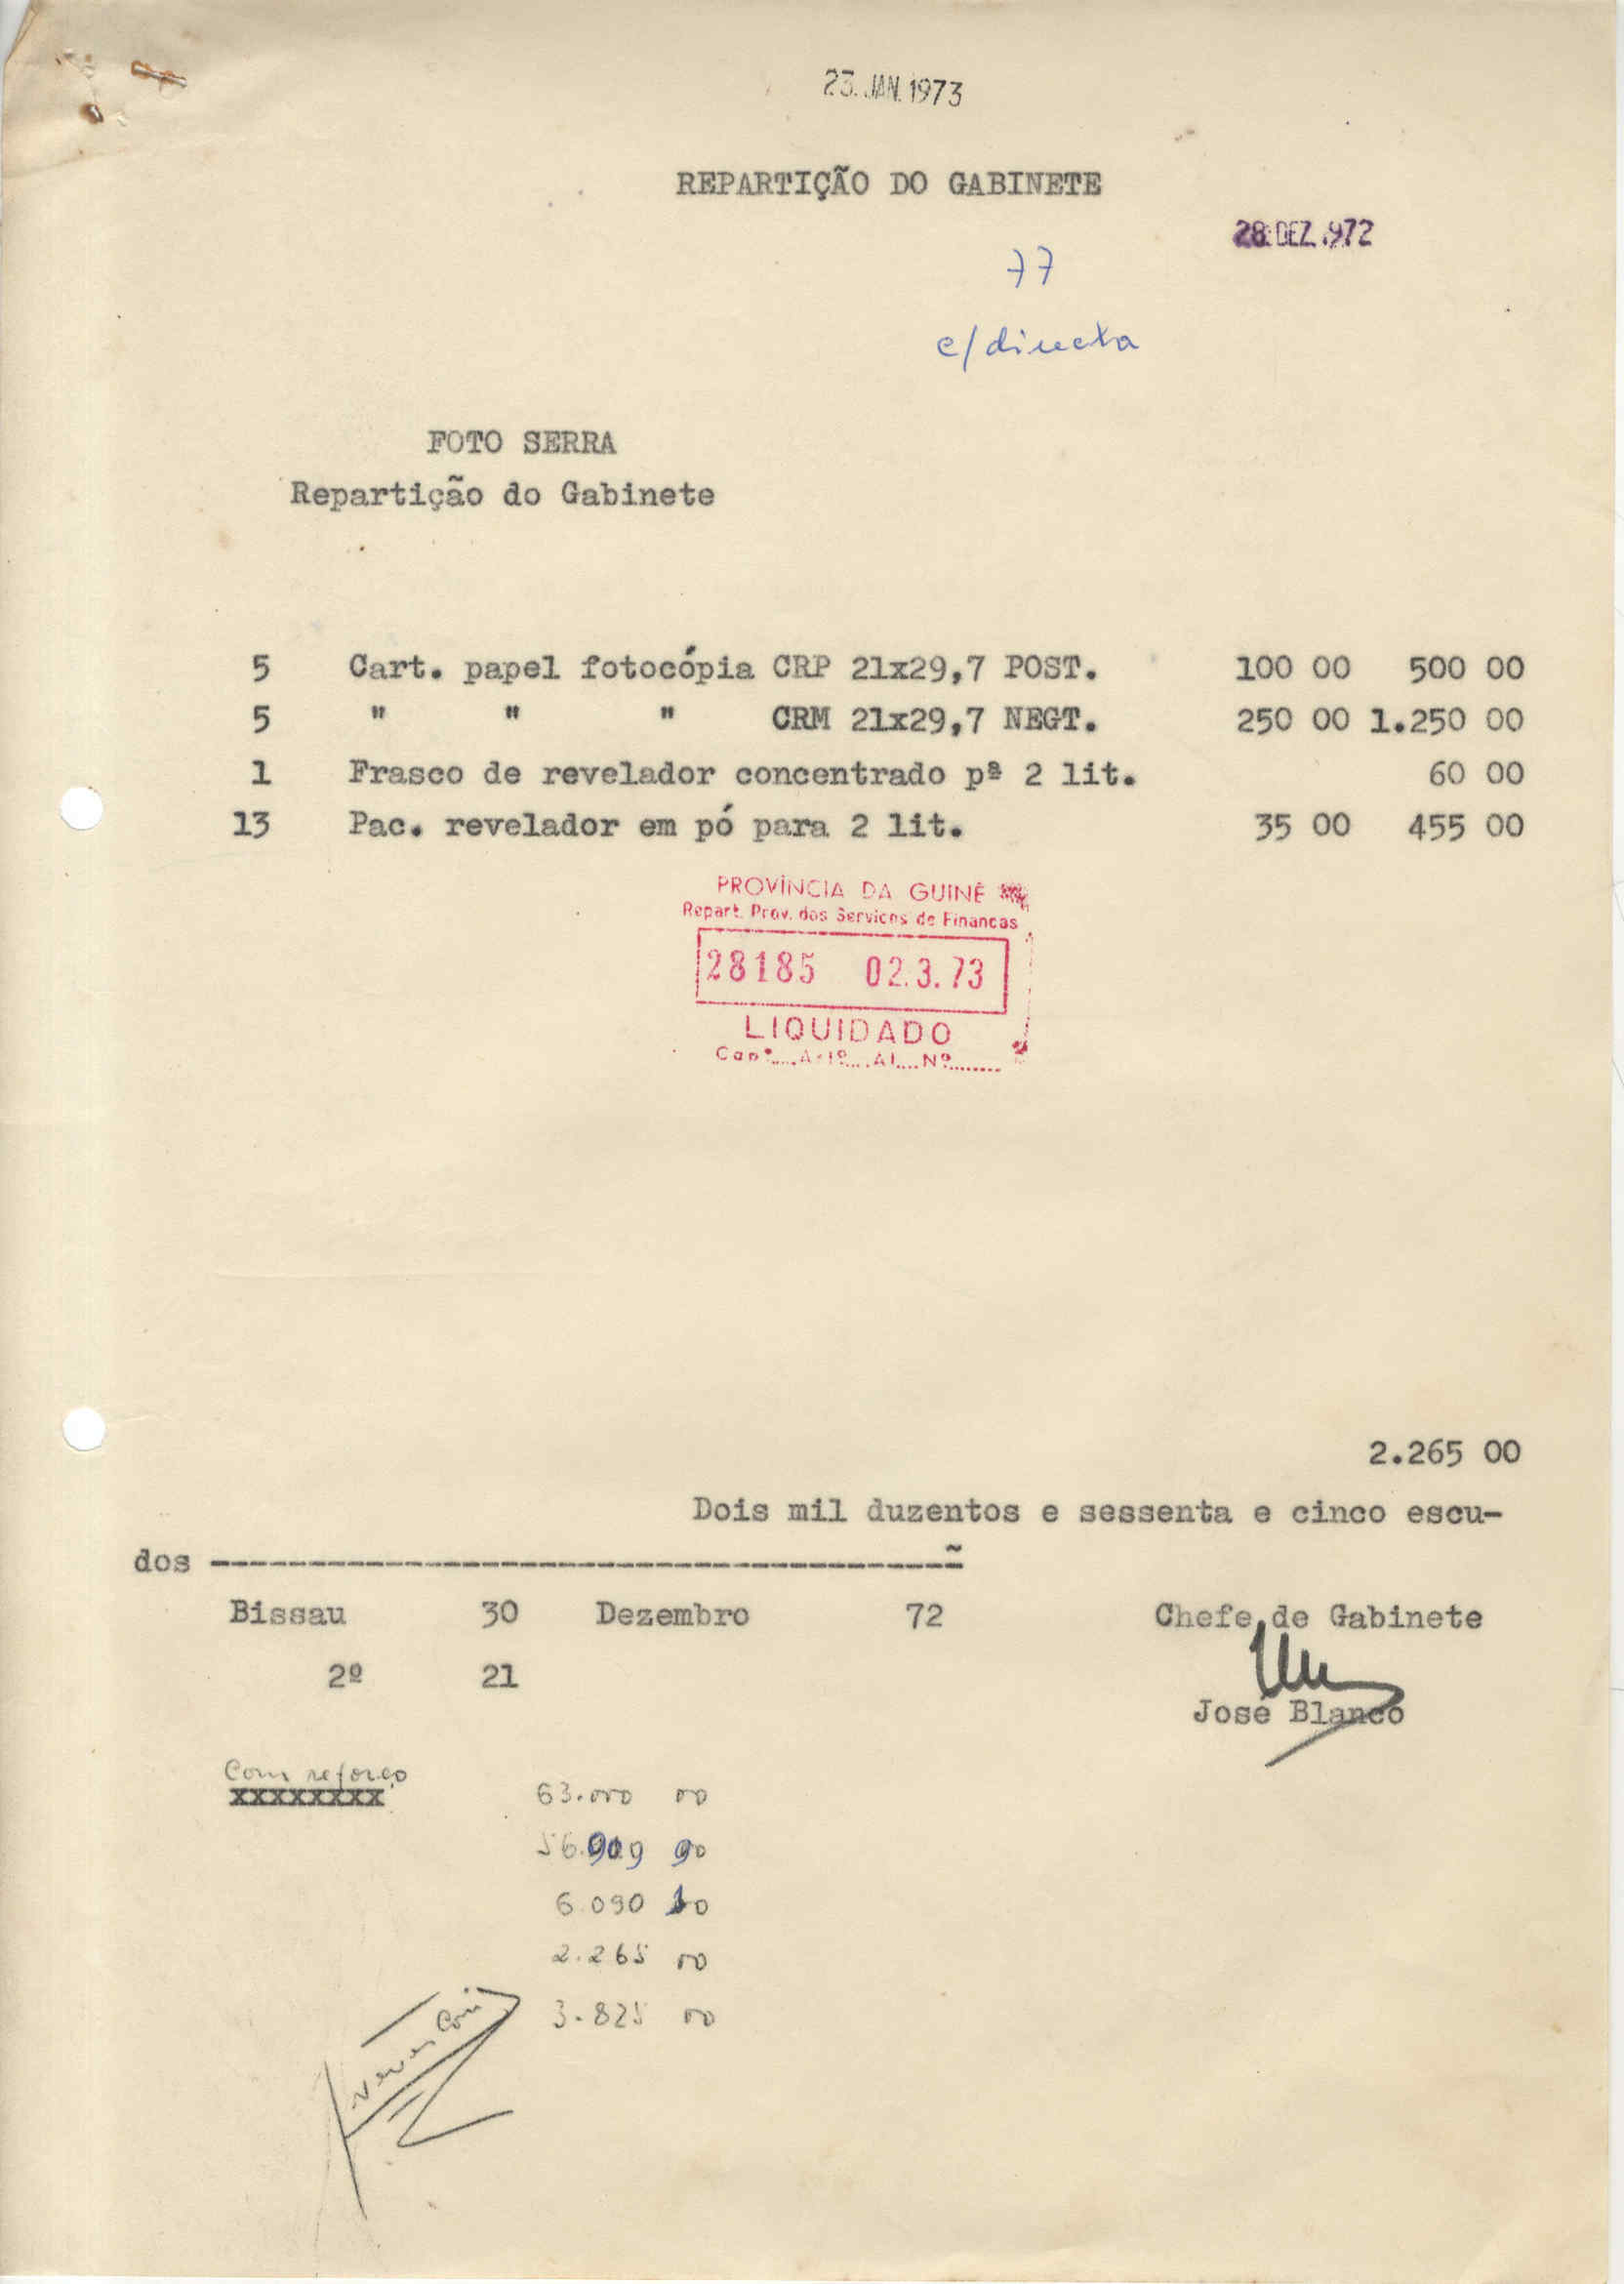 23. JAN. 1973
REPARTIÇÃO DO GABINETE
28. DEZ. 1972
77
c/directa
FOTO SERRA
Repartição do Gabinete
5 Cart. papel fotocópia CRP 21x29,7 POST. 100 00 500 00
5 " " " CRM 21x29,7 NEGT. 250 00 1.250 00
1 Frasco de revelador concentrado pª 2 lit. 60 00
13 Pac. revelador em pó para 2 lit. 35 00 455 00
PROVÍNCIA DA GUINÉ
Repart. Prov. dos Serviços de Finanças
28185 02.3.73
LIQUIDADO
Capº.... Artº.... Al.... Nº........
2.265 00
Dois mil duzentos e sessenta e cinco escu-
dos --------------------------------------
Bissau 30 Dezembro 72 Chefe de Gabinete
2º 21
José Blanco
Com reforço
xxxxxxxx
63.000 00
56.909 90
6.090 10
2.265 00
3.825 00